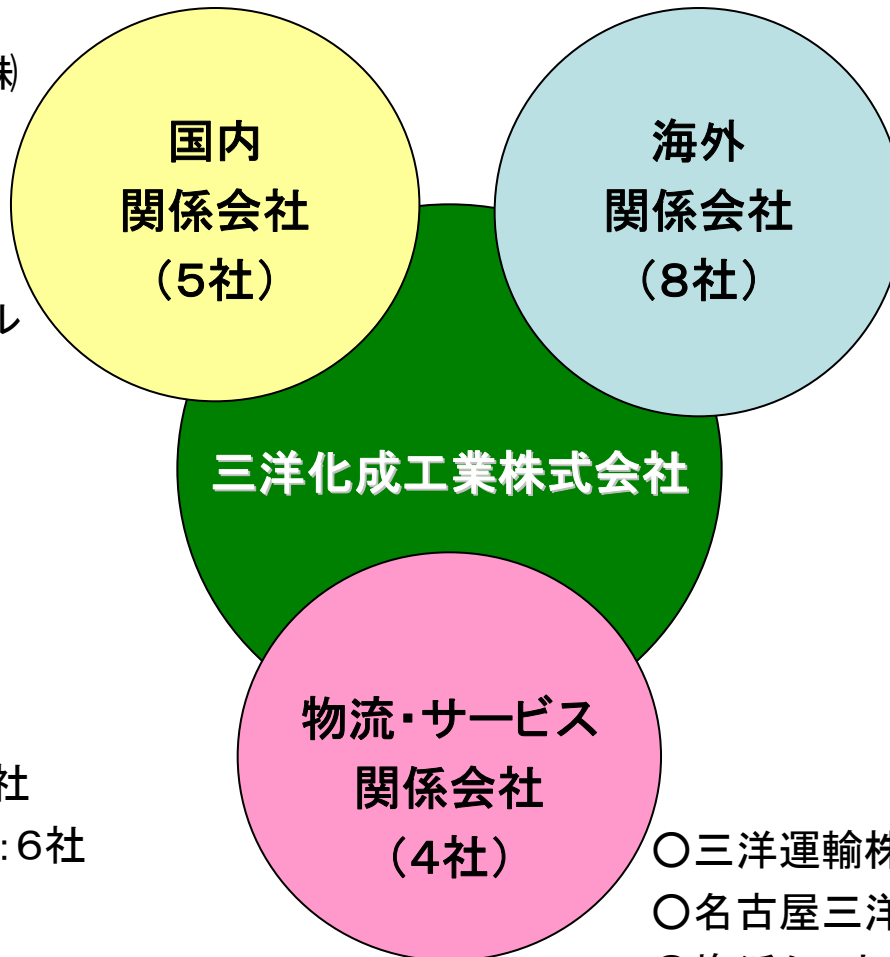 ㈱
国内
関係会社
（5社）
海外
関係会社
（8社）
ル
三洋化成工業株式会社
物流・サービス
関係会社
（4社）
社
：6社
○三洋運輸株
○名古屋三洋